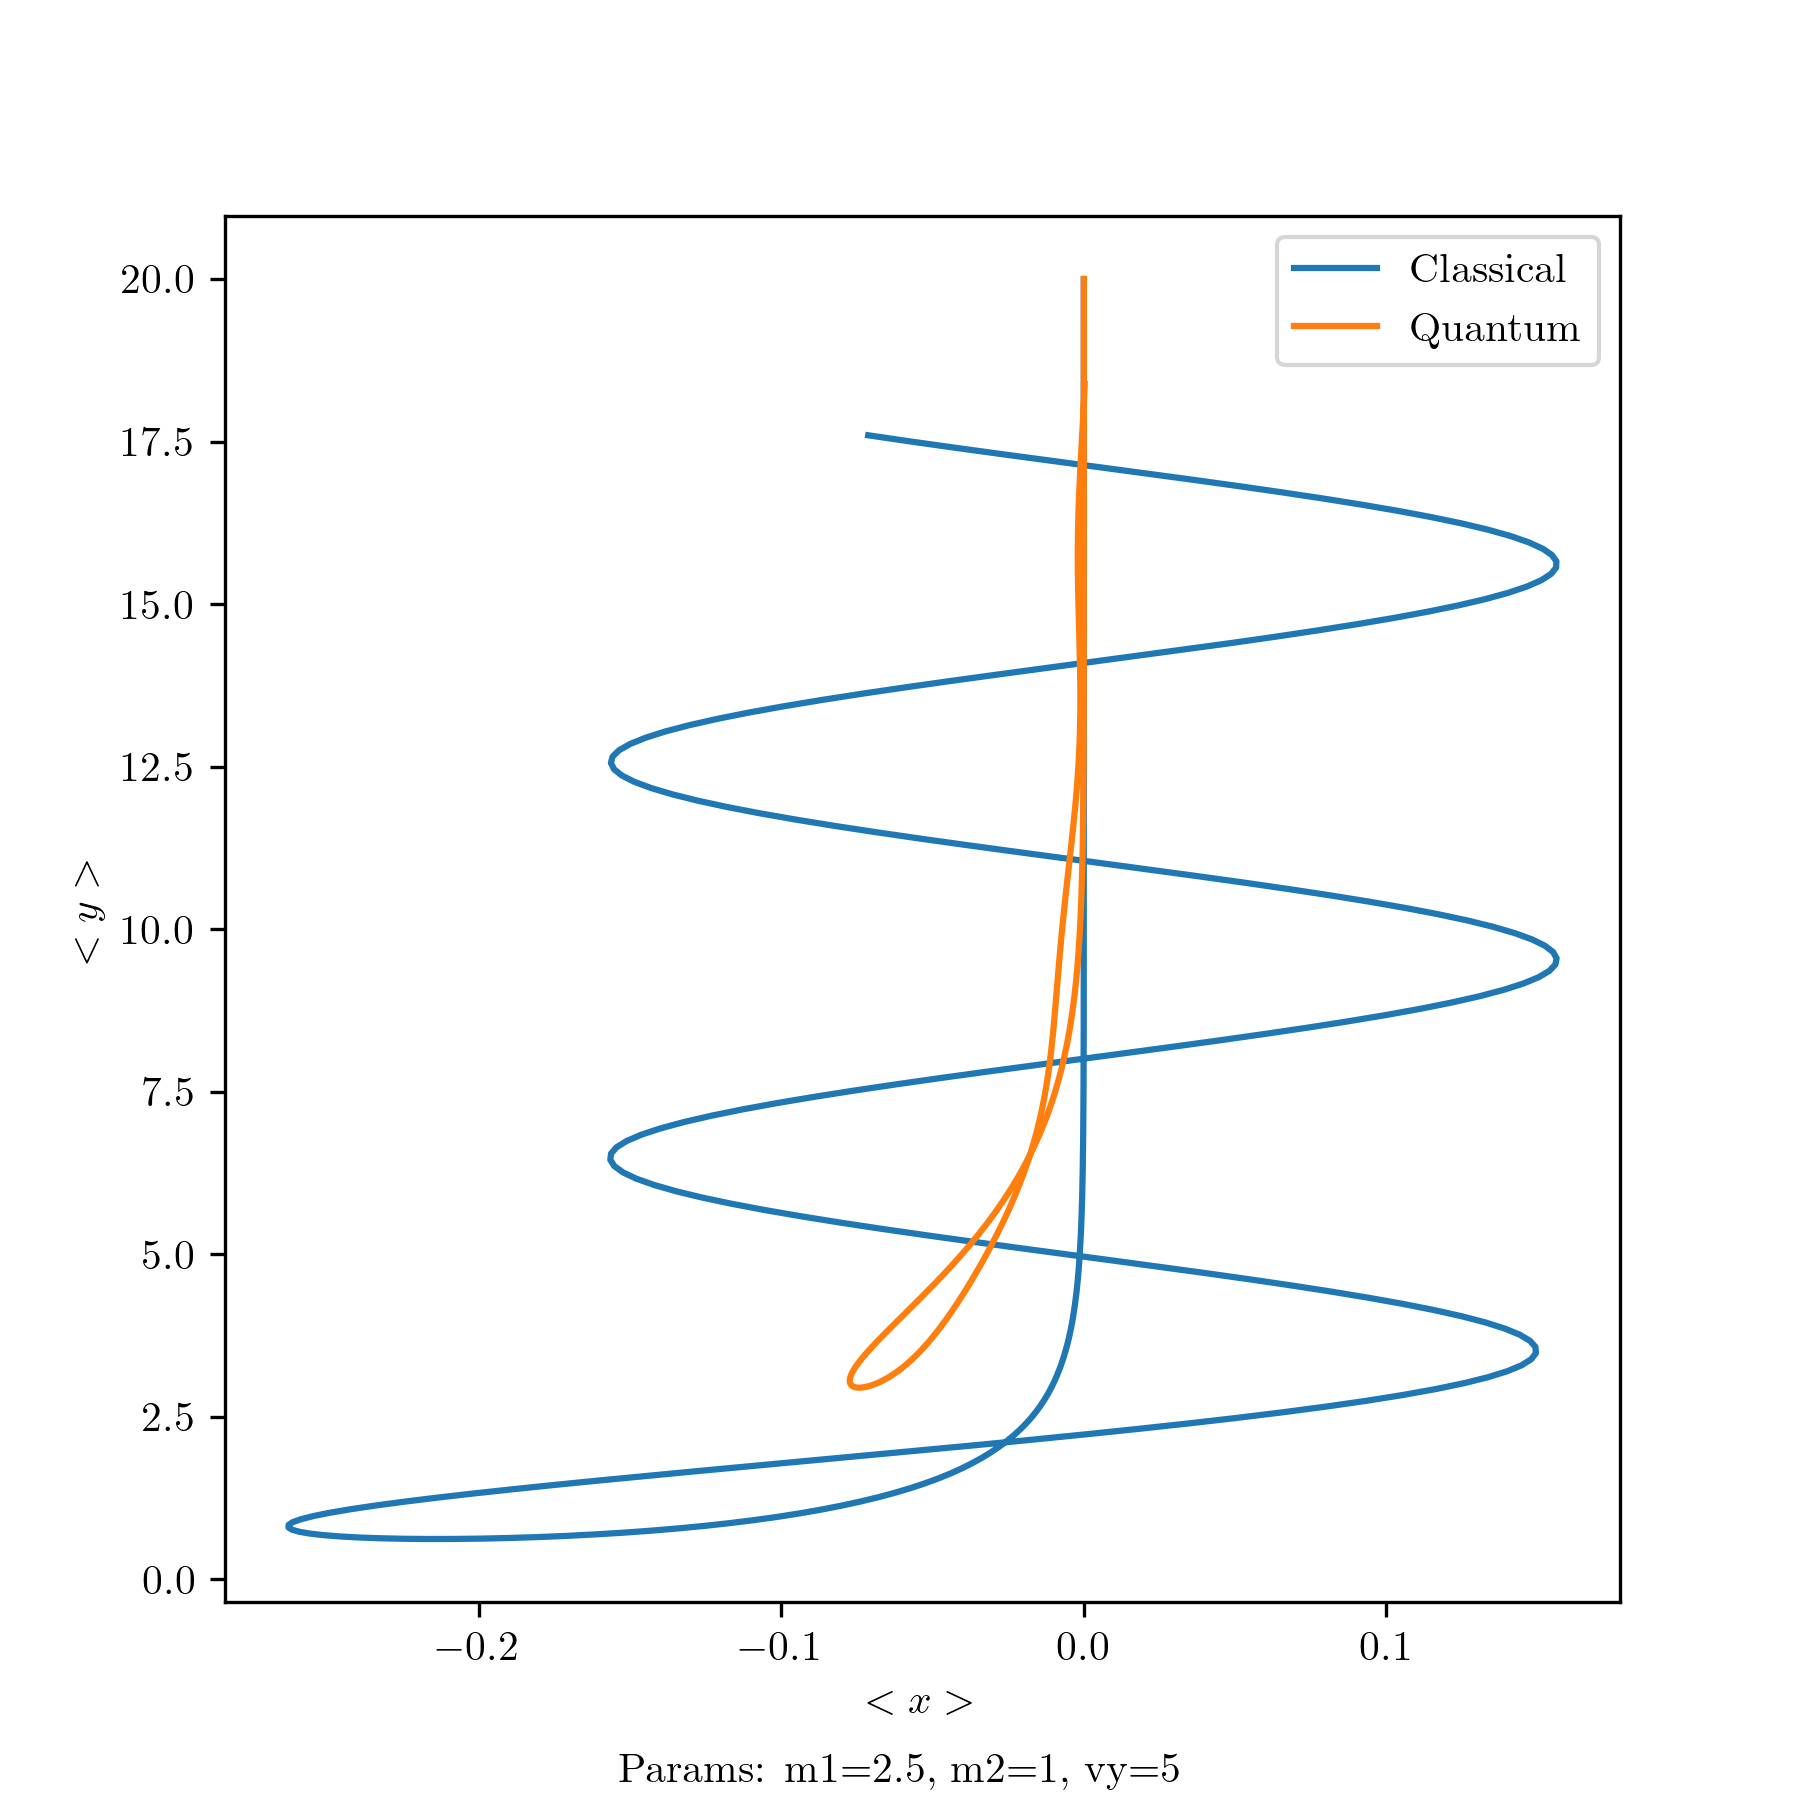 Classical
Quantum
20.0
17.5
15.0
12.5
10.0
7.5
5.0
2.5
0.0
< y >
−0.2 −0.1 0.0 0.1
< x >
Params: m1=2.5, m2=1, vy=5